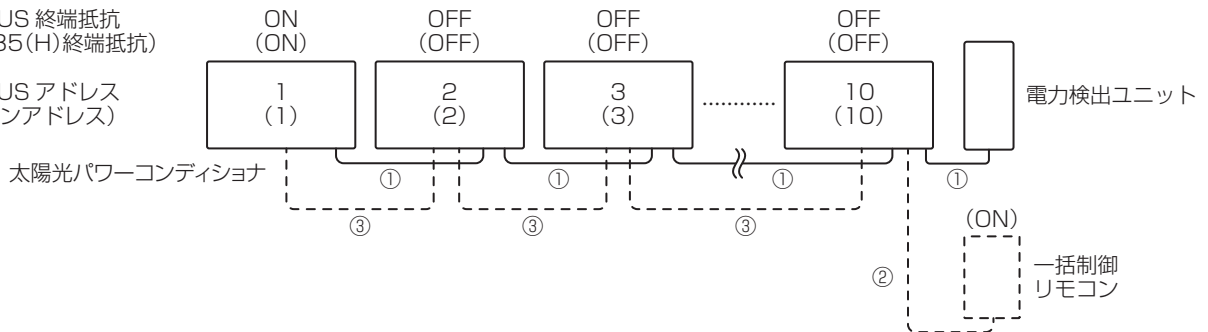 US 終端抵抗
ON
OFF
OFF
OFF
85(H)終端抵抗)
(ON)
(OFF)
(OFF)
(OFF)
US アドレス
1
2
3
............
10
電力検出ユニット
ンアドレス)
(1)
(2)
(3)
(10)
太陽光パワーコンディショナ
①
①
①
①
③
③
③
(ON)
②
一括制御
リモコン